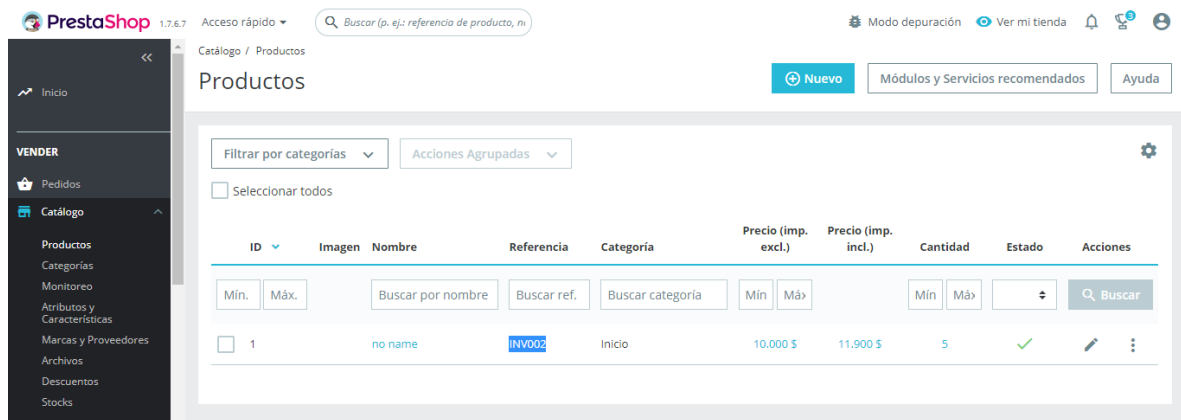 PrestaShop 1.7.6.7 Acceso rápido Buscar (p. ej.: referencia de producto, n Modo depuración Ver mi tienda 3
Inicio
VENDER
Pedidos
Catálogo
Productos
Categorías
Monitoreo
Atributos y
Características
Marcas y Proveedores
Archivos
Descuentos
Stocks
Catálogo / Productos
Productos
Nuevo Módulos y Servicios recomendados Ayuda
Filtrar por categorías Acciones Agrupadas
Seleccionar todos
ID Imagen Nombre Referencia Categoría Precio (imp. excl.) Precio (imp. incl.) Cantidad Estado Acciones
Mín. Máx. Buscar por nombre Buscar ref. Buscar categoría Mín Máx Mín Máx Buscar
1 no name INV002 Inicio 10.000 $ 11.900 $ 5